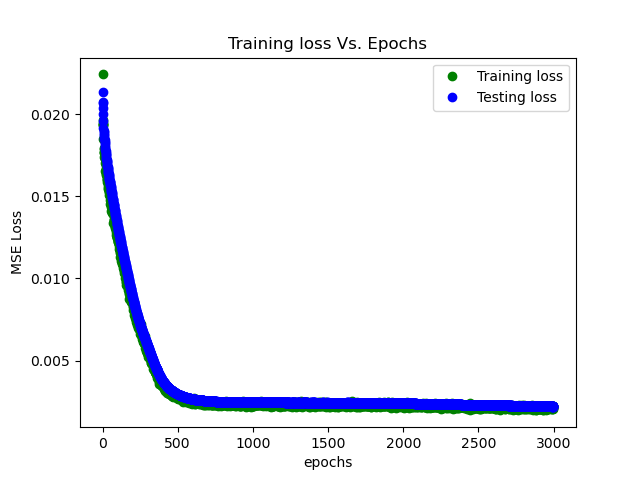 Training loss Vs. Epochs
Training loss
Testing loss
0.020
0.015
0.010
0.005
MSE Loss
0 500 1000 1500 2000 2500 3000
epochs